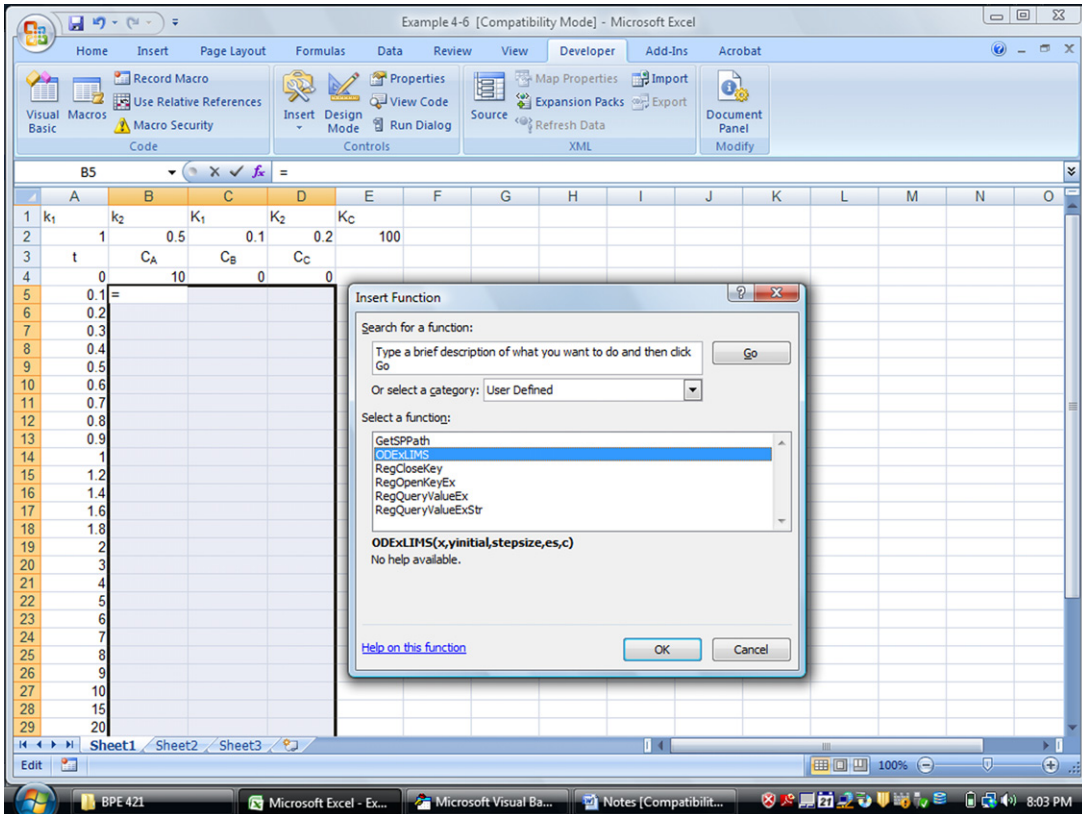 Example 4-6 [Compatibility Mode] - Microsoft Excel
Home Insert Page Layout Formulas Data Review View Developer Add-Ins Acrobat
Visual Basic
Macros
Record Macro
Use Relative References
Macro Security
Code
Insert
Design Mode
Properties
View Code
Run Dialog
Controls
Source
Map Properties
Expansion Packs
Refresh Data
Import
Export
XML
Document Panel
Modify
B5 fx =
A B C D E F G H I J K L M N O
1 k₁ k₂ K₁ K₂ K_C
2 1 0.5 0.1 0.2 100
3 t C_A C_B C_C
4 0 10 0 0
5 0.1 =
6 0.2
7 0.3
8 0.4
9 0.5
10 0.6
11 0.7
12 0.8
13 0.9
14 1
15 1.2
16 1.4
17 1.6
18 1.8
19 2
20 3
21 4
22 5
23 6
24 7
25 8
26 9
27 10
28 15
29 20
Insert Function
Search for a function:
Type a brief description of what you want to do and then click
Go
Go
Or select a category: User Defined
Select a function:
GetSPPath
ODExLIMS
RegCloseKey
RegOpenKeyEx
RegQueryValueEx
RegQueryValueExStr
ODExLIMS(x,yinitial,stepsize,es,c)
No help available.
Help on this function
OK Cancel
Sheet1 Sheet2 Sheet3
Edit 100%
BPE 421 Microsoft Excel - Ex... Microsoft Visual Ba... Notes [Compatibilit... 21 8:03 PM